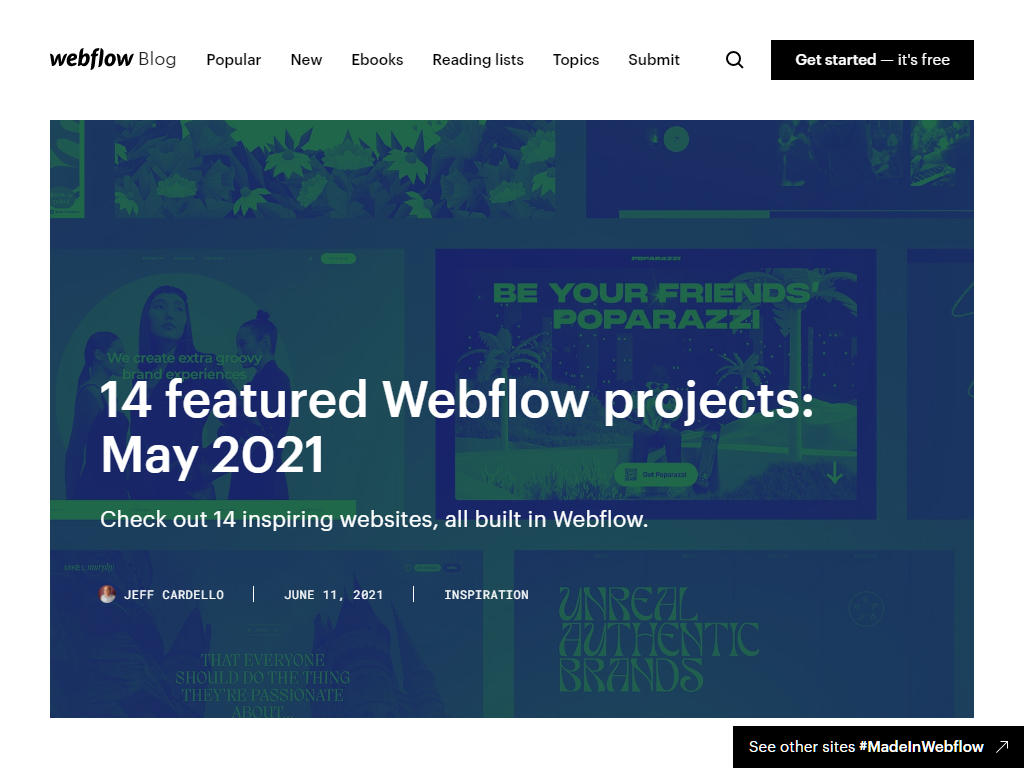 webflow Blog
Popular
New
Ebooks
Reading lists
Topics
Submit
Get started — it's free
POPARAZZI
BE YOUR FRIENDS'
POPARAZZI
We create extra groovy
brand experiences
14 featured Webflow projects:
May 2021
Get Poparazzi
Check out 14 inspiring websites, all built in Webflow.
JEFF CARDELLO
JUNE 11, 2021
INSPIRATION
UNREAL
AUTHENTIC
BRANDS
THAT EVERYONE
SHOULD DO THE THING
THEY'RE PASSIONATE
ABOUT...
See other sites #MadeInWebflow